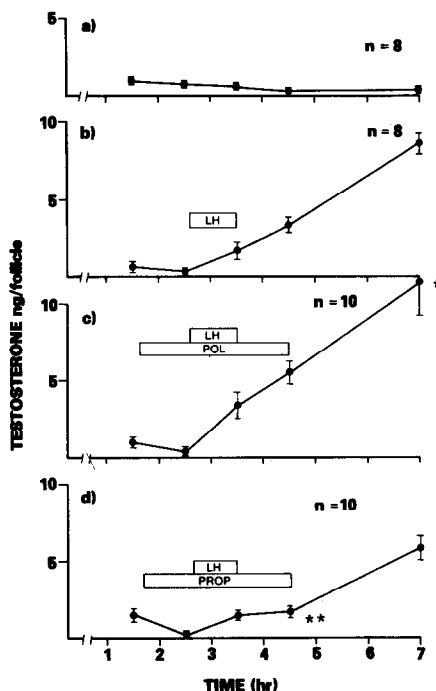 TESTOSTERONE ng/follicle
5
a)
n = 8
10
b)
n = 8
5
LH
10
c)
n = 10
LH
POL
5
d)
n = 10
5
LH
PROP
**
1 2 3 4 5 6 7
TIME (hr)